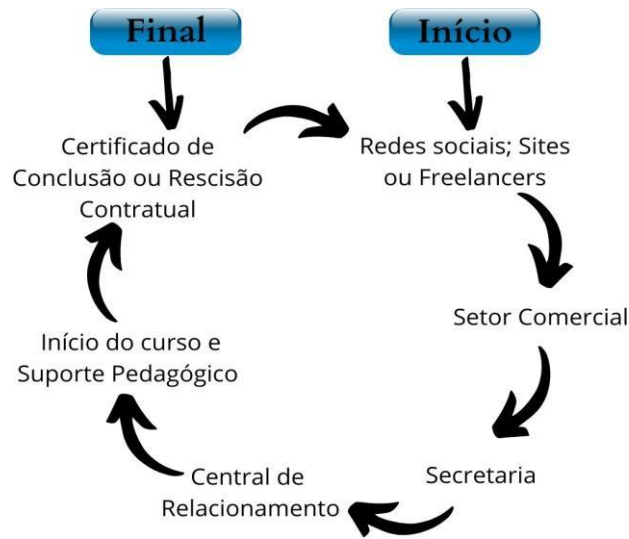 Final
Início
Certificado de
Conclusão ou Rescisão
Contratual
Redes sociais; Sites
ou Freelancers
Setor Comercial
Início do curso e
Suporte Pedagógico
Secretaria
Central de
Relacionamento